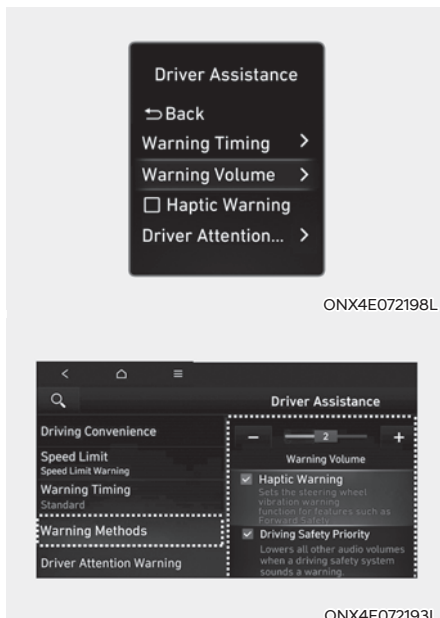 Driver Assistance
Back
Warning Timing >
Warning Volume >
Haptic Warning
Driver Attention... >
ONX4E072198L
Driver Assistance
Driving Convenience
Speed Limit
Speed Limit Warning
Warning Timing
Standard
Warning Methods
Driver Attention Warning
− 2 +
Warning Volume
Haptic Warning
Sets the steering wheel
vibration warning
function for features such as
Forward Safety
Driving Safety Priority
Lowers all other audio volumes
when a driving safety system
sounds a warning.
ONX4E072193L